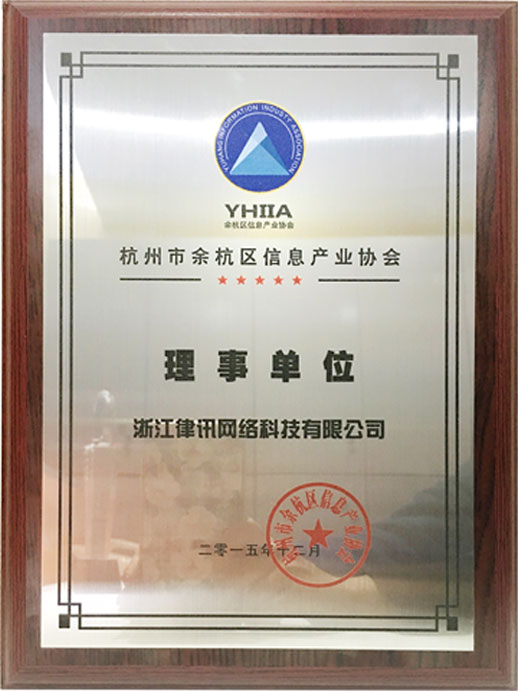 YUHANG INFORMATION INDUSTY ASSOCIATION
YHIIA
余杭区信息产业协会
杭州市余杭区信息产业协会
理事单位
浙江律讯网络科技有限公司
二零一五年十二月
杭州市余杭区信息产业协会